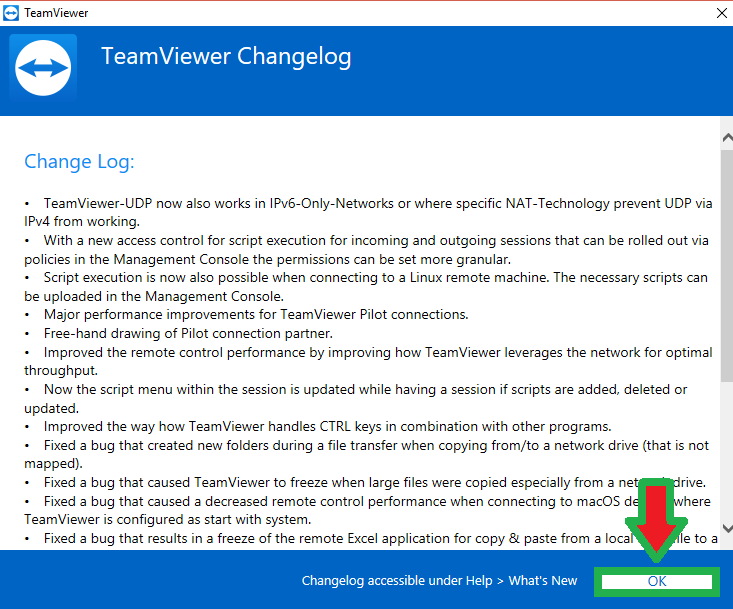 TeamViewer
TeamViewer Changelog
Change Log:
• TeamViewer-UDP now also works in IPv6-Only-Networks or where specific NAT-Technology prevent UDP via
IPv4 from working.
• With a new access control for script execution for incoming and outgoing sessions that can be rolled out via
policies in the Management Console the permissions can be set more granular.
• Script execution is now also possible when connecting to a Linux remote machine. The necessary scripts can
be uploaded in the Management Console.
• Major performance improvements for TeamViewer Pilot connections.
• Free-hand drawing of Pilot connection partner.
• Improved the remote control performance by improving how TeamViewer leverages the network for optimal
throughput.
• Now the script menu within the session is updated while having a session if scripts are added, deleted or
updated.
• Improved the way how TeamViewer handles CTRL keys in combination with other programs.
• Fixed a bug that created new folders during a file transfer when copying from/to a network drive (that is not
mapped).
• Fixed a bug that caused TeamViewer to freeze when large files were copied especially from a drive.
• Fixed a bug that caused a decreased remote control performance when connecting to macOS where
TeamViewer is configured as start with system.
• Fixed a bug that results in a freeze of the remote Excel application for copy & paste from a local to a
Changelog accessible under Help > What's New
OK